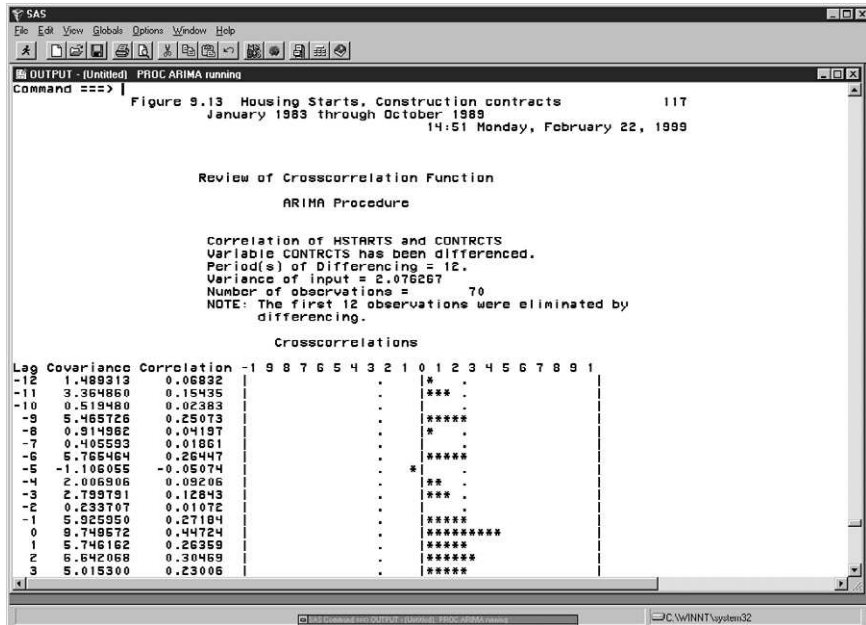 SAS
File Edit View Globals Options Window Help
OUTPUT - (Untitled) PROC ARIMA running
Command ===>
Figure 9.13 Housing Starts, Construction contracts 117
January 1983 through October 1989
14:51 Monday, February 22, 1999
Review of Crosscorrelation Function
ARIMA Procedure
Correlation of HSTARTS and CONTRCTS
Variable CONTRCTS has been differenced.
Period(s) of Differencing = 12.
Variance of input = 2.076267
Number of observations = 70
NOTE: The first 12 observations were eliminated by
differencing.
Crosscorrelations
Lag Covariance Correlation -1 9 8 7 6 5 4 3 2 1 0 1 2 3 4 5 6 7 8 9 1
-12 1.489313 0.06832 | . |* . |
-11 3.364860 0.15435 | . |*** . |
-10 0.519480 0.02383 | . | . |
-9 5.465726 0.25073 | . |***** |
-8 0.914962 0.04197 | . |* . |
-7 0.405593 0.01861 | . | . |
-6 5.765464 0.26447 | . |***** |
-5 -1.106055 -0.05074 | . *| . |
-4 2.006906 0.09206 | . |** . |
-3 2.799791 0.12843 | . |*** . |
-2 0.233707 0.01072 | . | . |
-1 5.925950 0.27184 | . |***** |
0 9.749572 0.44724 | . |********* |
1 5.746162 0.26359 | . |***** |
2 6.642068 0.30469 | . |****** |
3 5.015300 0.23006 | . |***** |
SAS Command === OUTPUT - (Untitled) PROC ARIMA running
C:\WINNT\system32